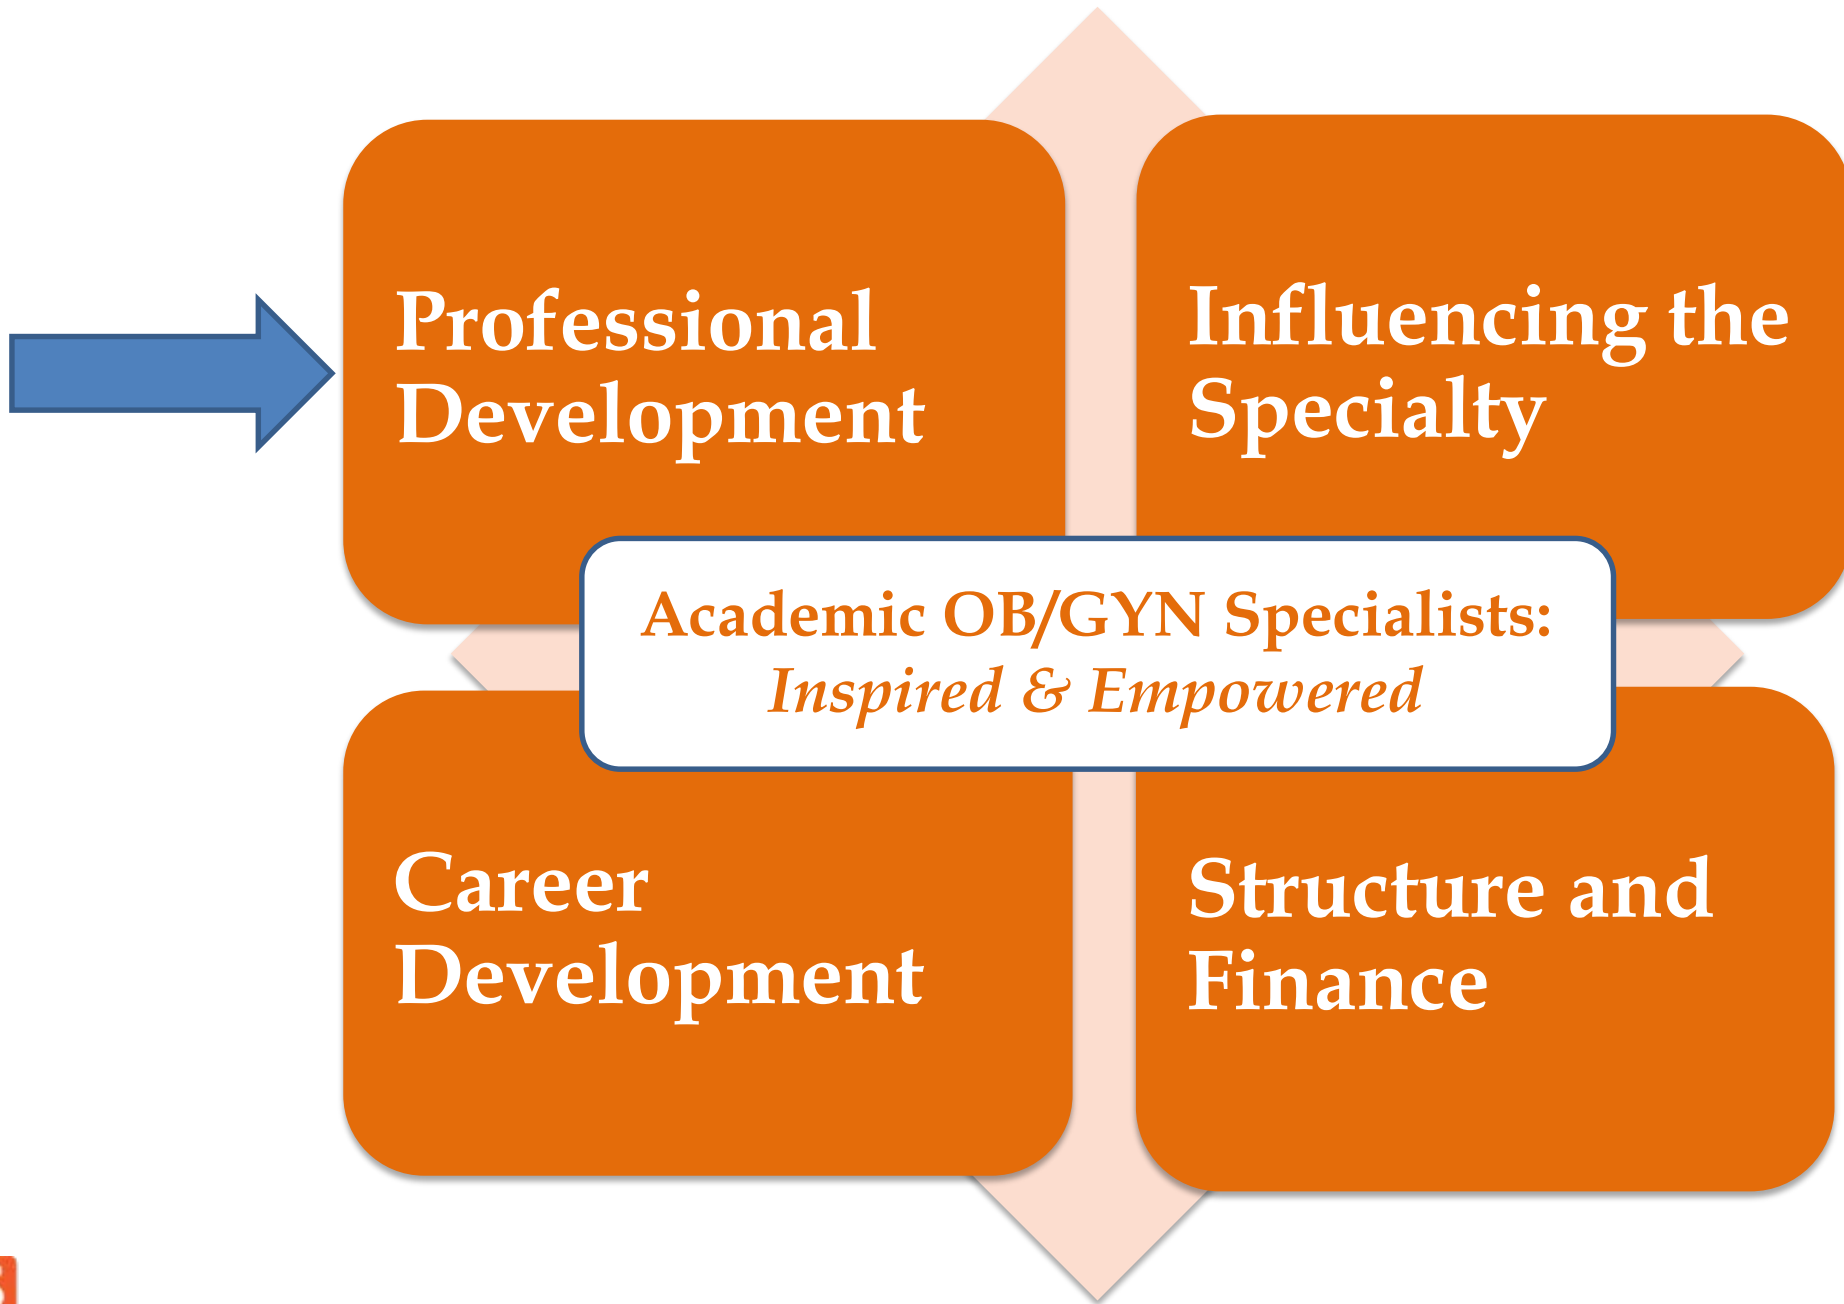 Professional
Development
Influencing the
Specialty
Academic OB/GYN Specialists:
Inspired & Empowered
Career
Development
Structure and
Finance